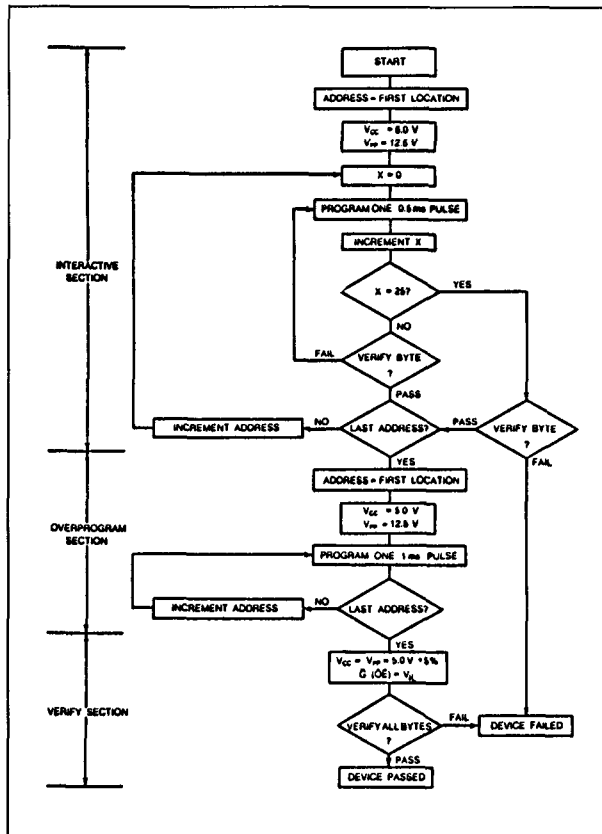 START
ADDRESS = FIRST LOCATION
VCC = 6.0 V
VPP = 12.5 V
X = 0
PROGRAM ONE 0.5 ms PULSE
INCREMENT X
INTERACTIVE
SECTION
X = 25?
YES
NO
FAIL
VERIFY BYTE
?
PASS
INCREMENT ADDRESS
NO
LAST ADDRESS?
PASS
VERIFY BYTE
?
YES
FAIL
ADDRESS = FIRST LOCATION
VCC = 5.0 V
VPP = 12.5 V
OVERPROGRAM
SECTION
PROGRAM ONE 1 ms PULSE
INCREMENT ADDRESS
NO
LAST ADDRESS?
YES
VCC = VPP = 5.0 V
G (OE) = VIL
VERIFY SECTION
VERIFY ALL BYTES
?
FAIL
DEVICE FAILED
PASS
DEVICE PASSED